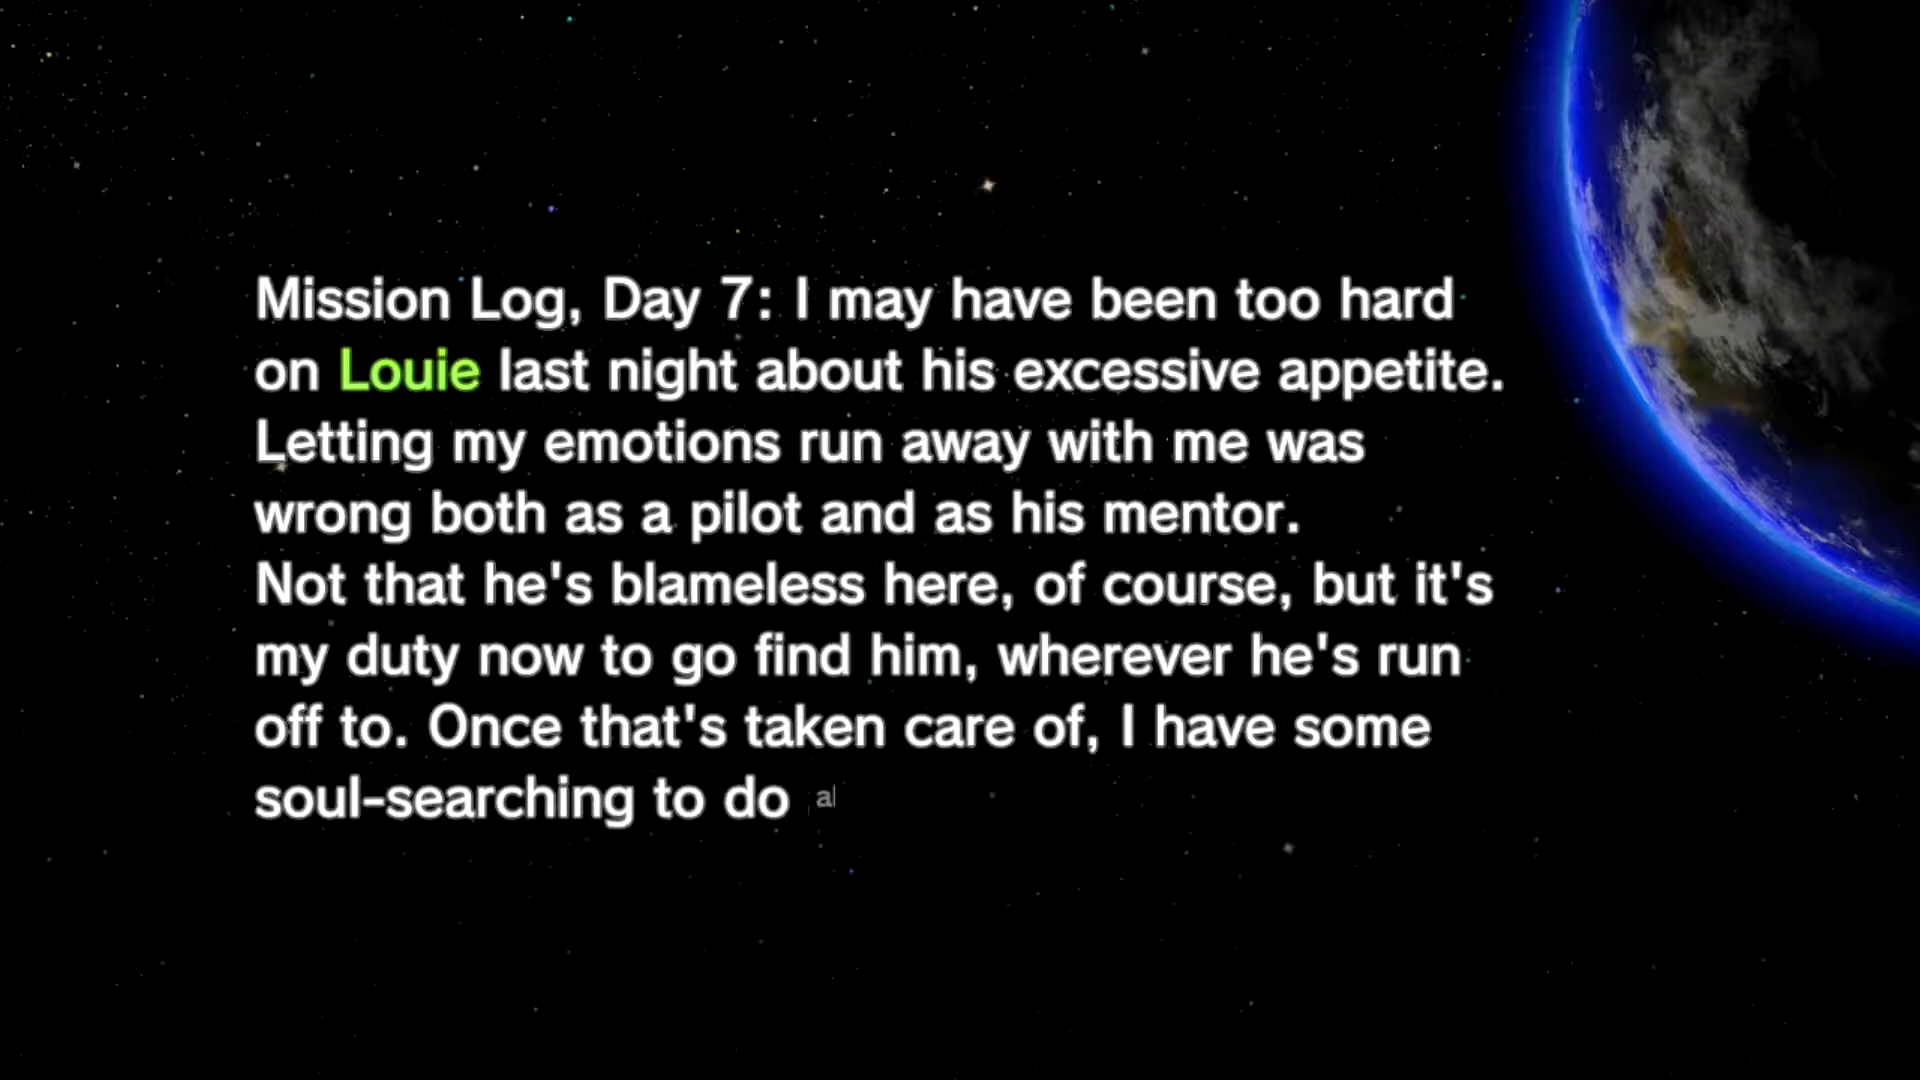 Mission Log, Day 7: I may have been too hard
on Louie last night about his excessive appetite.
Letting my emotions run away with me was
wrong both as a pilot and as his mentor.
Not that he's blameless here, of course, but it's
my duty now to go find him, wherever he's run
off to. Once that's taken care of, I have some
soul-searching to do